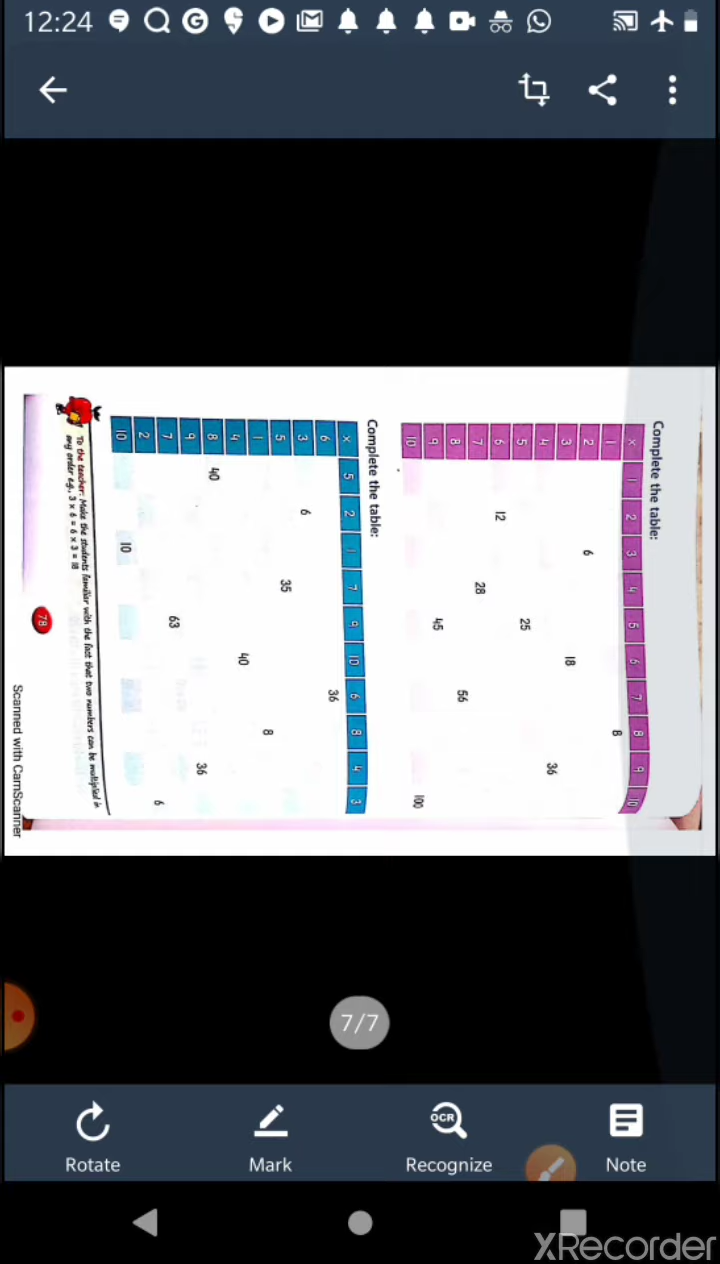 12:24
Complete the table:
x 1 2 3 4 5 6 7 8 9 10
1 8
2 6
3 18
4 36
5 25
6 12
7 28
8 56
9 45
10 100
Complete the table:
x 5 2 1 7 9 10 6 8 4 3
6 36
3 6
5 35
1 8
4 40
8 40
9 36
7 63
2 6
10 10
To the teacher: Make the students familiar with the fact that two numbers can be multiplied in
any order e.g., 3 x 6 = 6 x 3 = 18
78
Scanned with CamScanner
7/7
Rotate Mark OCR Recognize Note
XRecorder